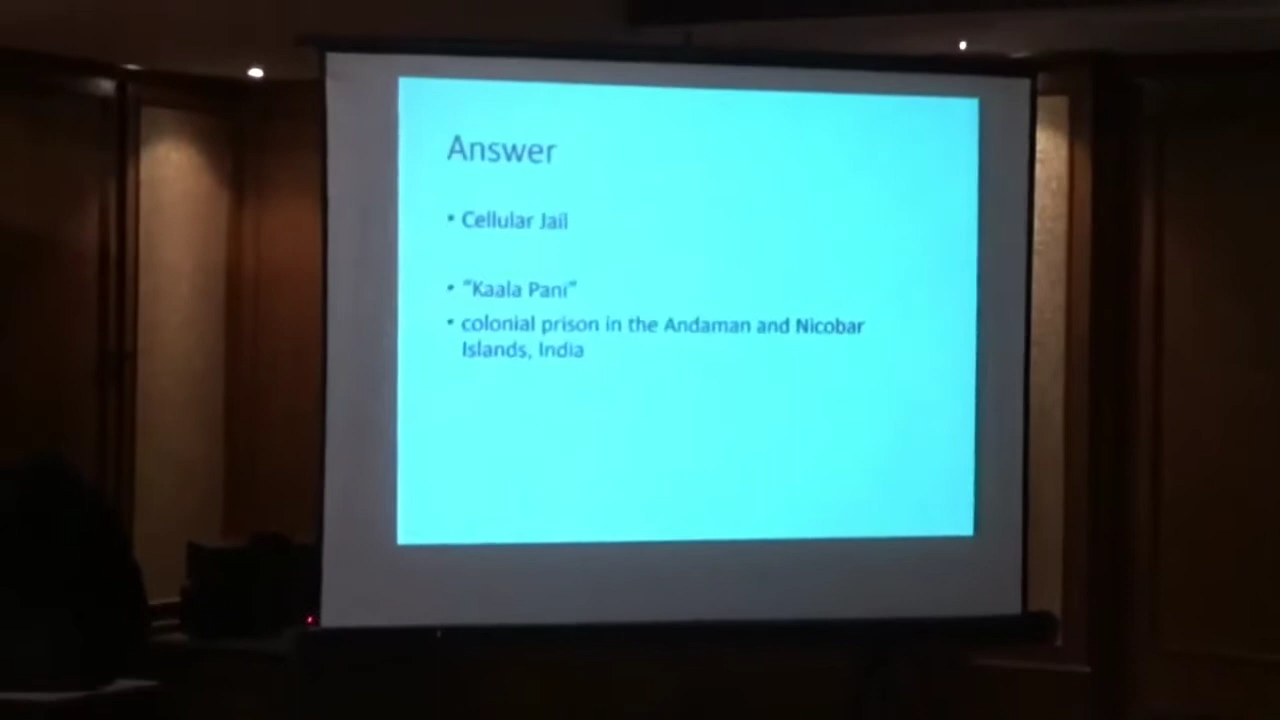 Answer
• Cellular Jail
• "Kaala Pani"
• colonial prison in the Andaman and Nicobar
Islands, India